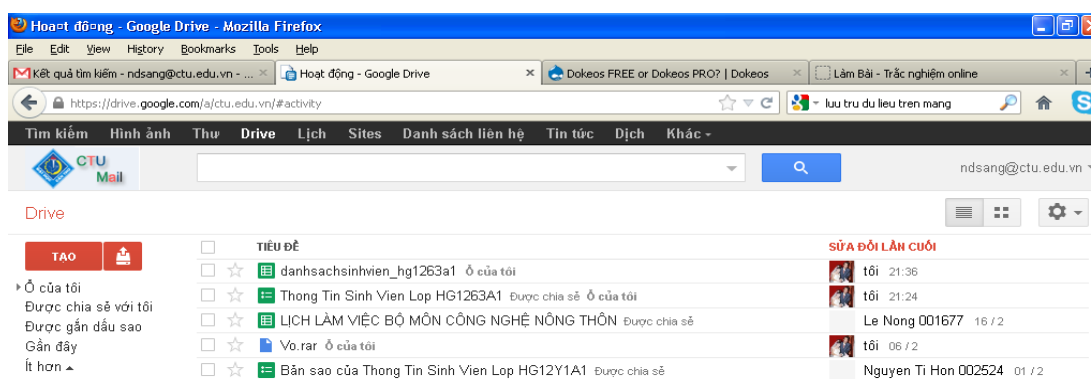 Hoa¤t đô¤ng - Google Drive - Mozilla Firefox
File Edit View History Bookmarks Tools Help
Kết quả tìm kiếm - ndsang@ctu.edu.vn - ... × Hoạt động - Google Drive × Dokeos FREE or Dokeos PRO? | Dokeos × Làm Bài - Trắc nghiệm online ×
https://drive.google.com/a/ctu.edu.vn/#activity luu tru du lieu tren mang
Tìm kiếm Hình ảnh Thư Drive Lịch Sites Danh sách liên hệ Tin tức Dịch Khác
CTU
Mail
ndsang@ctu.edu.vn
Drive
TẠO
TIÊU ĐỀ SỬA ĐỔI LẦN CUỐI
danhsachsinhvien_hg1263a1 Ổ của tôi tôi 21:36
Ổ của tôi
Thong Tin Sinh Vien Lop HG1263A1 Được chia sẻ Ổ của tôi tôi 21:24
Được chia sẻ với tôi
LỊCH LÀM VIỆC BỘ MÔN CÔNG NGHỆ NÔNG THÔN Được chia sẻ Le Nong 001677 16 / 2
Được gắn dấu sao
Vo.rar Ổ của tôi tôi 06 / 2
Gần đây
Bản sao của Thong Tin Sinh Vien Lop HG12Y1A1 Được chia sẻ Nguyen Ti Hon 002524 01 / 2
Ít hơn